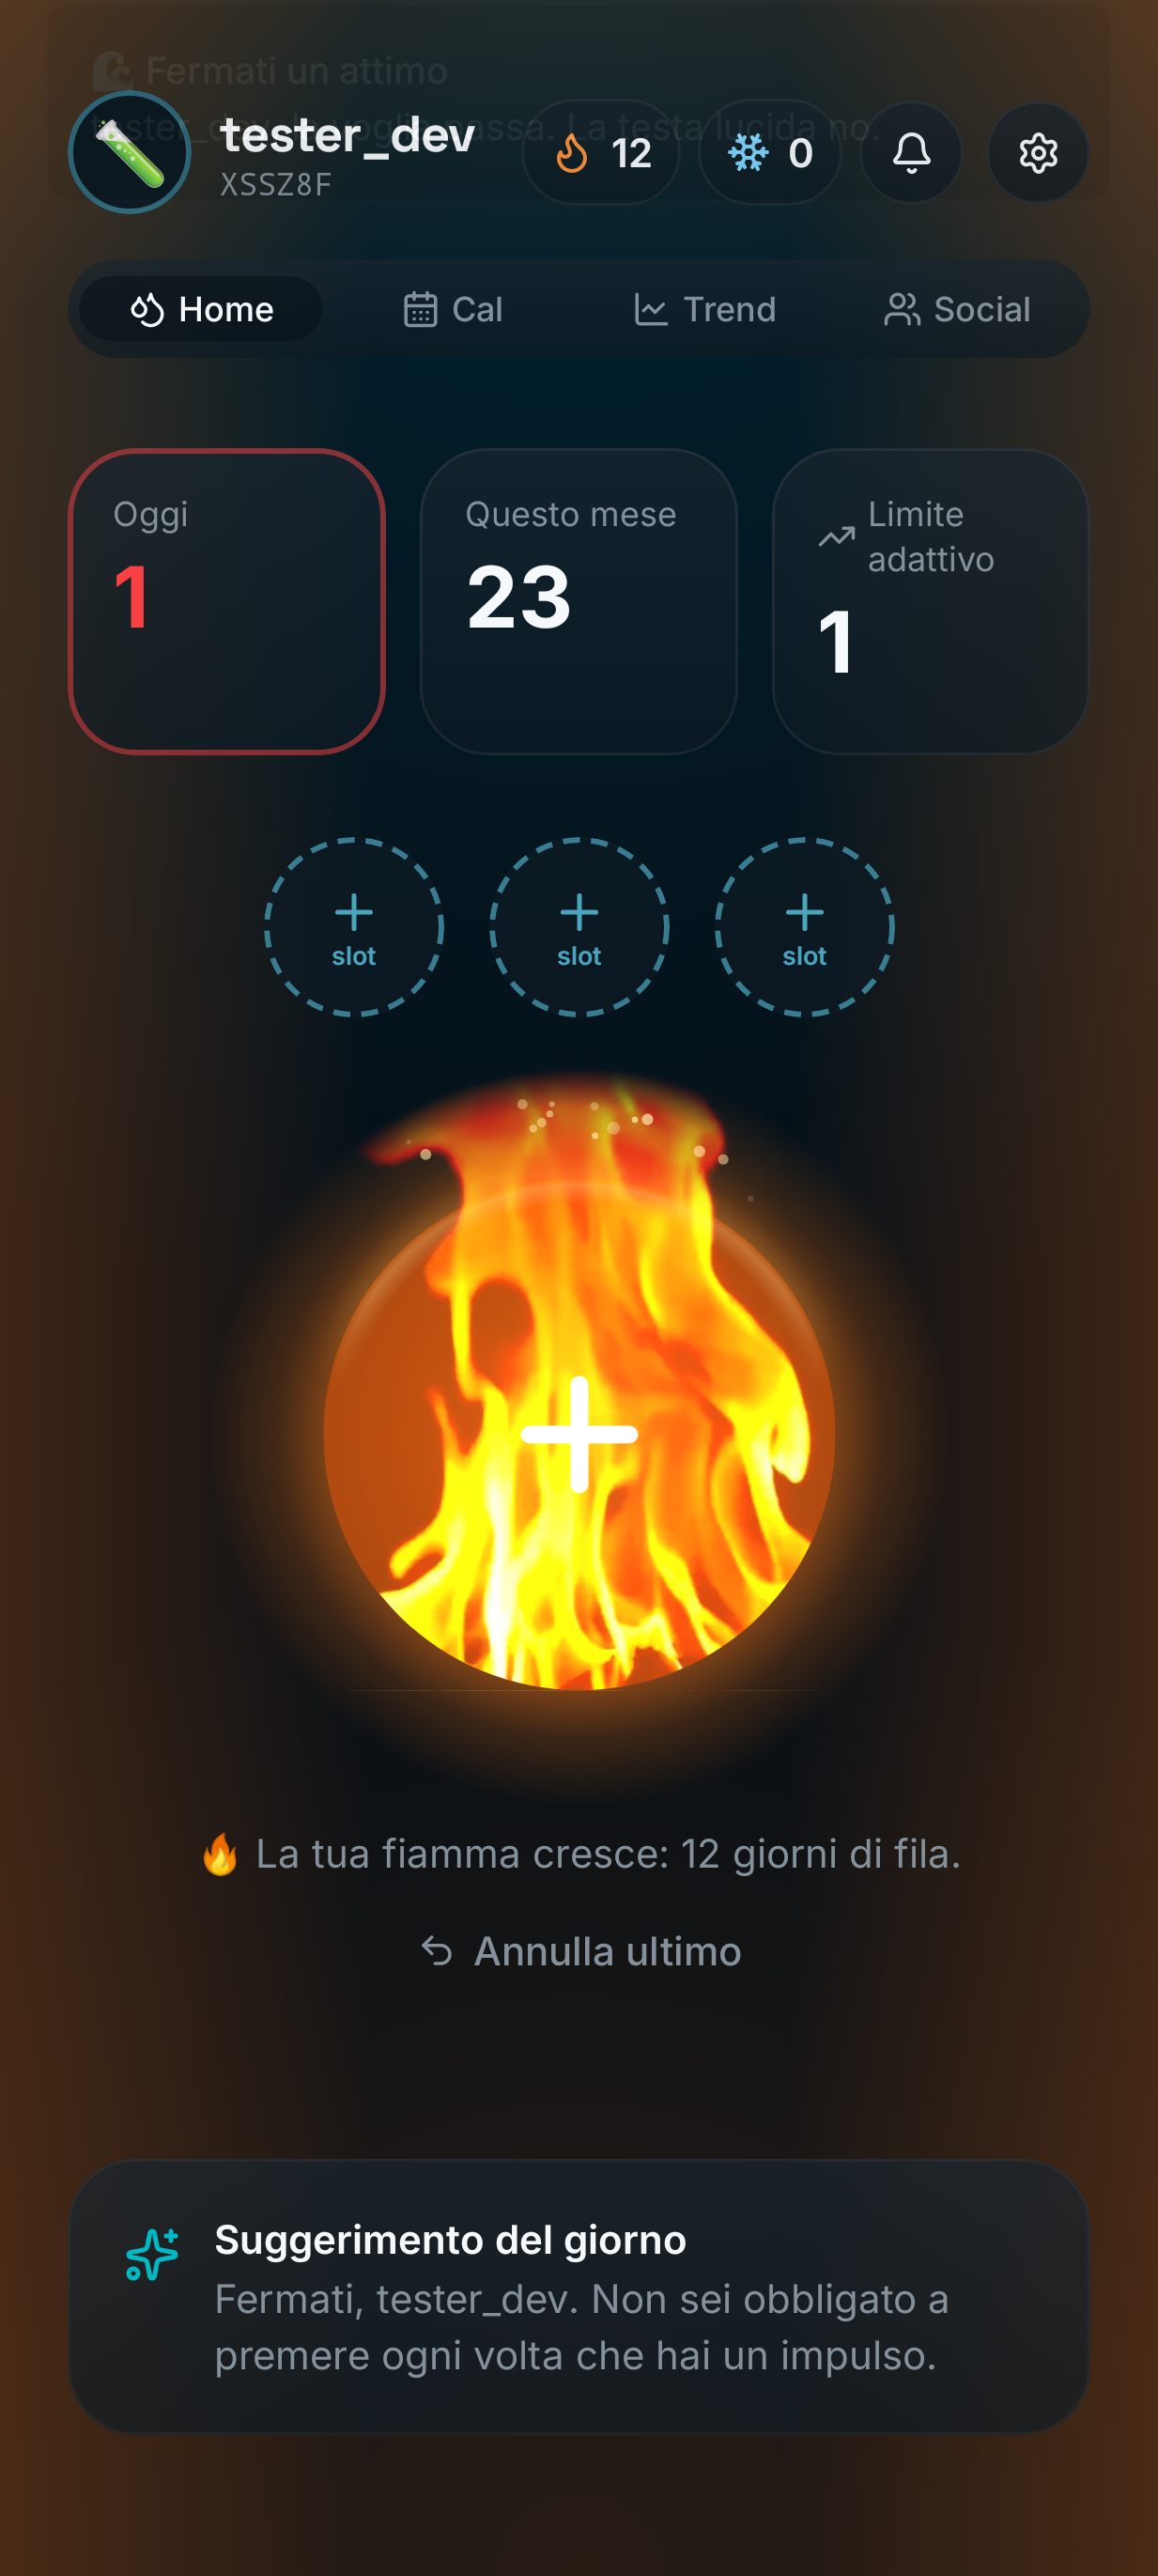 Fermati un attimo
tester_dev
XSSZ8F
12
0
Home
Cal
Trend
Social
Oggi
1
Questo mese
23
Limite
adattivo
1
slot
slot
slot
La tua fiamma cresce: 12 giorni di fila.
Annulla ultimo
Suggerimento del giorno
Fermati, tester_dev. Non sei obbligato a
premere ogni volta che hai un impulso.